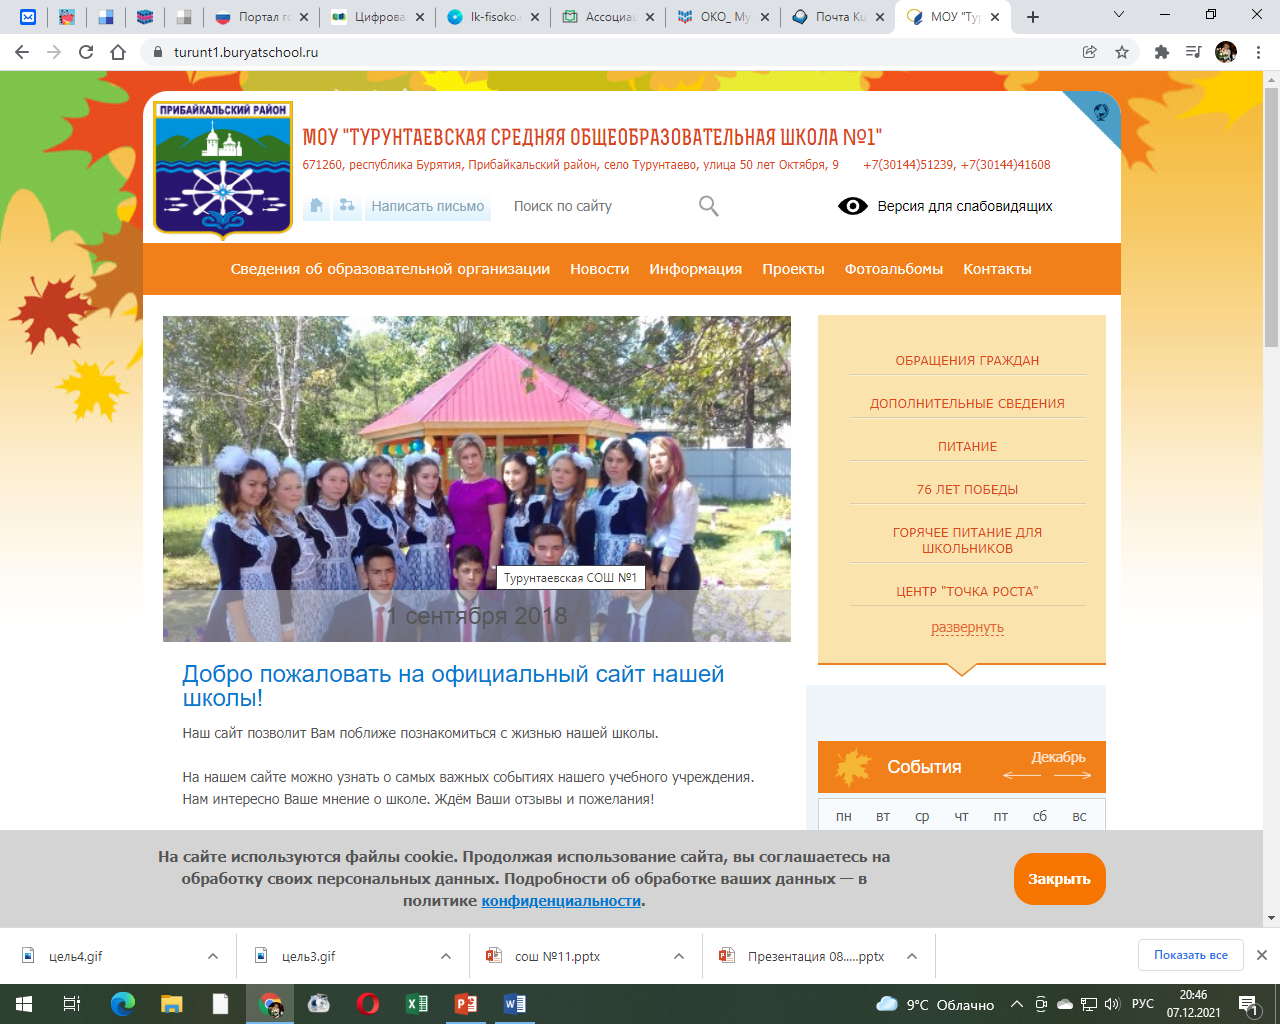 Портал го
Цифрова
lk-fisoko.
Ассоциац
ОКО_ Му
Почта
МОУ "Тур
turunt1.buryatschool.ru
ПРИБАЙКАЛЬСКИЙ РАЙОН
МОУ "ТУРУНТАЕВСКАЯ СРЕДНЯЯ ОБЩЕОБРАЗОВАТЕЛЬНАЯ ШКОЛА №1"
671260, республика Бурятия, Прибайкальский район, село Турунтаево, улица 50 лет Октября, 9 +7(30144)51239, +7(30144)41608
Написать письмо Поиск по сайту Версия для слабовидящих
Сведения об образовательной организации Новости Информация Проекты Фотоальбомы Контакты
Турунтаевская СОШ №1
1 сентября 2018
Добро пожаловать на официальный сайт нашей
школы!
Наш сайт позволит Вам поближе познакомиться с жизнью нашей школы.
На нашем сайте можно узнать о самых важных событиях нашего учебного учреждения.
Нам интересно Ваше мнение о школе. Ждём Ваши отзывы и пожелания!
ОБРАЩЕНИЯ ГРАЖДАН
ДОПОЛНИТЕЛЬНЫЕ СВЕДЕНИЯ
ПИТАНИЕ
76 ЛЕТ ПОБЕДЫ
ГОРЯЧЕЕ ПИТАНИЕ ДЛЯ
ШКОЛЬНИКОВ
ЦЕНТР "ТОЧКА РОСТА"
развернуть
События Декабрь
пн вт ср чт пт сб вс
На сайте используются файлы cookie. Продолжая использование сайта, вы соглашаетесь на
обработку своих персональных данных. Подробности об обработке ваших данных — в
политике конфиденциальности.
Закрыть
цель4.gif
цель3.gif
сош №11.pptx
Презентация 08.....pptx
Показать все
9°C Облачно
РУС
20:46
07.12.2021
1